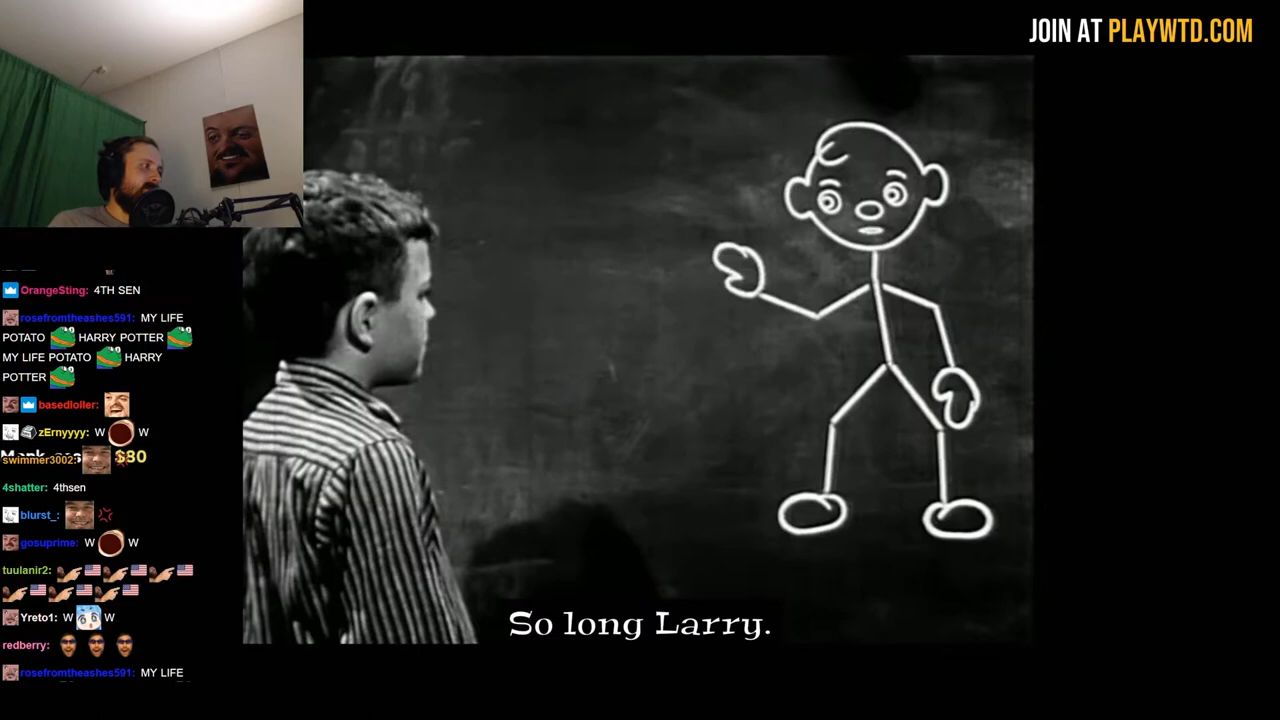 JOIN AT PLAYWTD.COM
OrangeSting: 4TH SEN
rosefromtheashes591: MY LIFE
POTATO HARRY POTTER
MY LIFE POTATO HARRY
POTTER
basedloller:
zErnyyyy: W W
$80
swimmer3002:
4shatter: 4thsen
blurst_:
gosuprime: W W
tuulanir2:
Yreto1: W W
redberry:
rosefromtheashes591: MY LIFE
So long Larry.